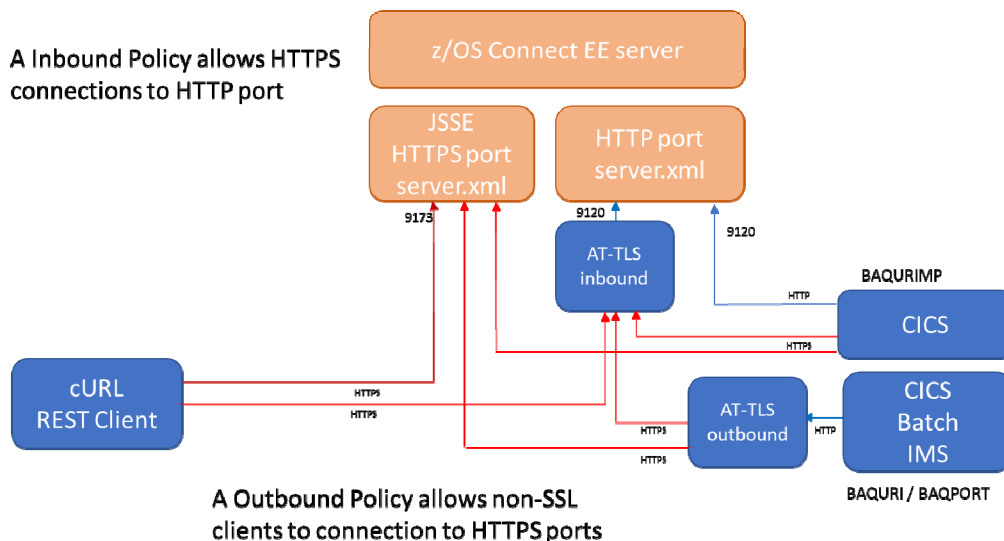 z/OS Connect EE server
A Inbound Policy allows HTTPS
connections to HTTP port
JSSE
HTTPS port
server.xml
HTTP port
server.xml
9173
9120
9120
AT-TLS
inbound
BAQURIMP
HTTP
CICS
HTTPS
cURL
REST Client
HTTPS
HTTPS
AT-TLS
outbound
HTTPS
HTTPS
HTTP
CICS
Batch
IMS
BAQURI / BAQPORT
A Outbound Policy allows non-SSL
clients to connection to HTTPS ports